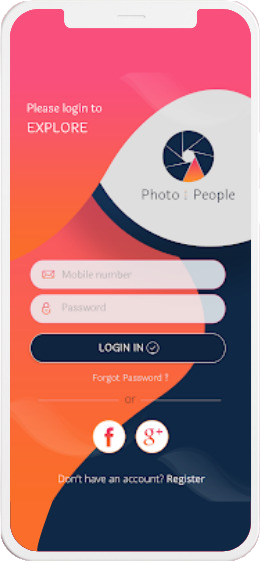 Please login to
EXPLORE
Photo : People
Mobile number
Password
LOGIN IN
Forgot Password ?
or
f
g+
Don't have an account? Register